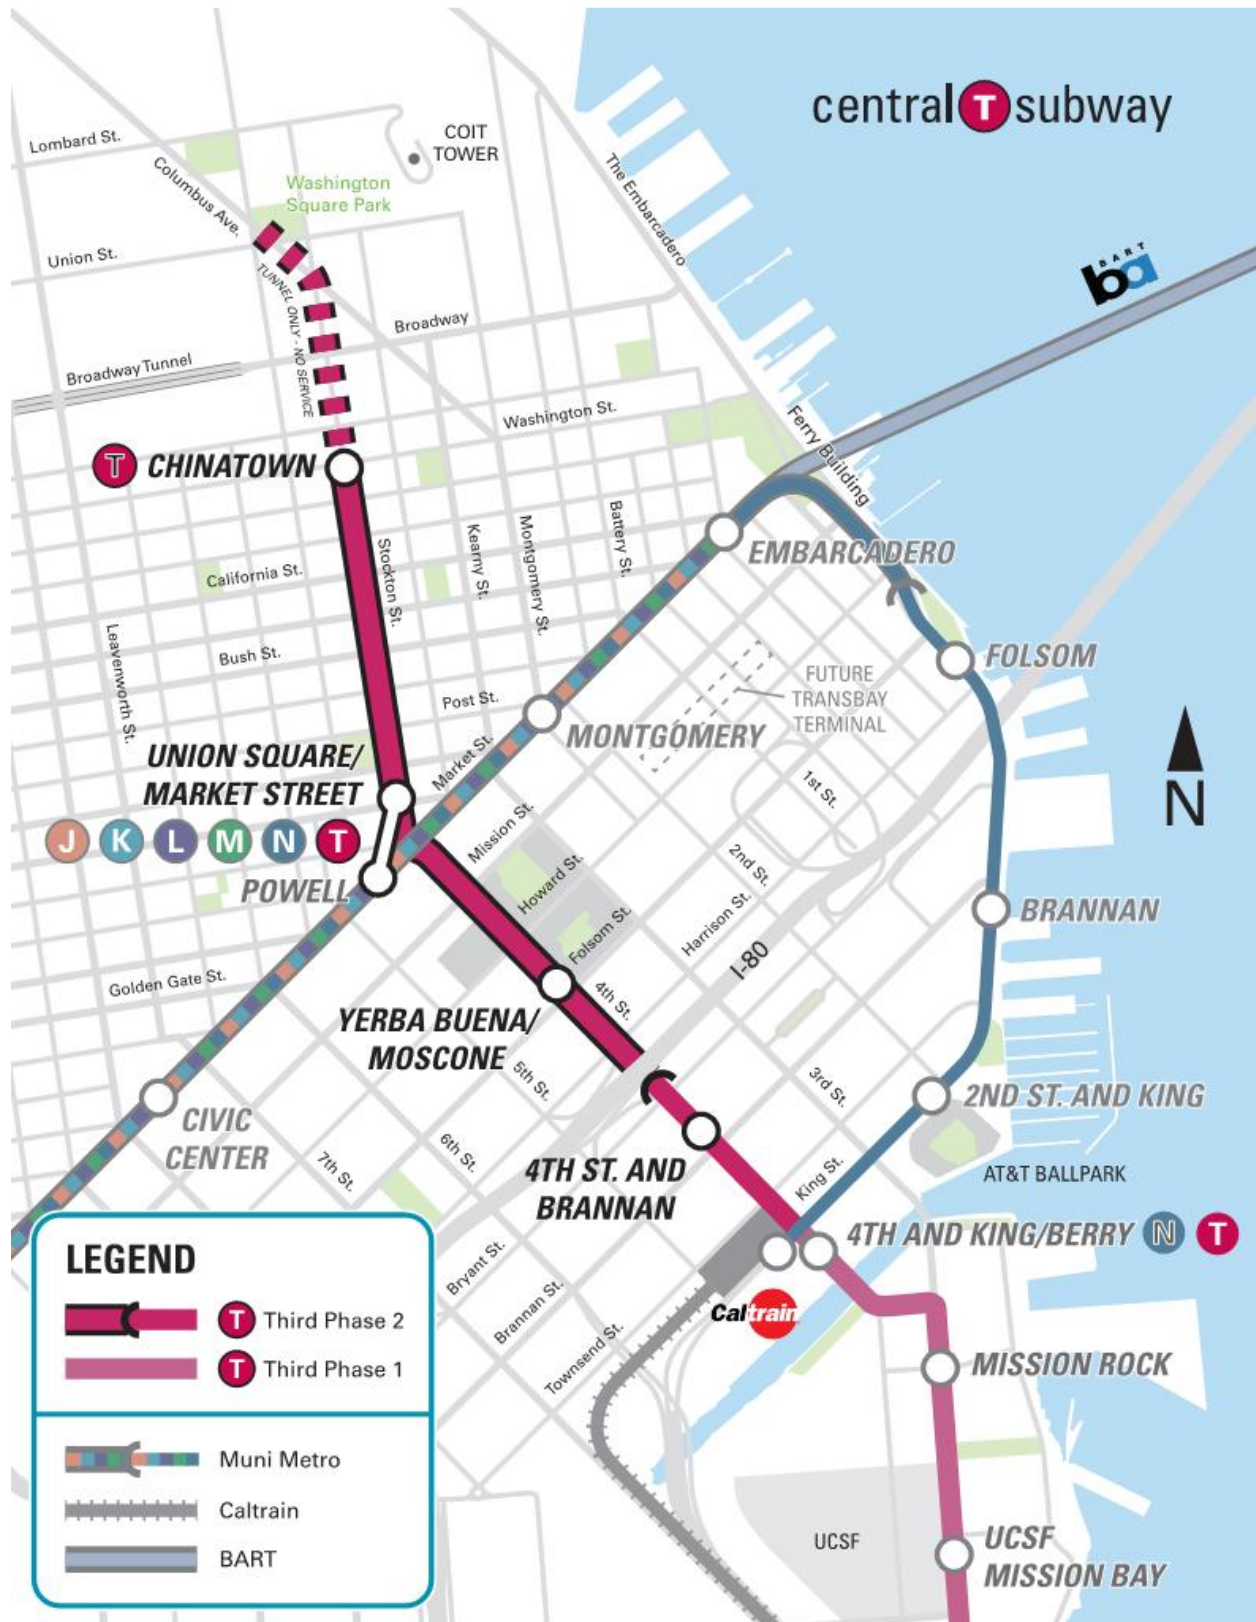 central T subway
Lombard St.
COIT
TOWER
Columbus Ave.
Washington
Square Park
The Embarcadero
Union St.
TUNNEL ONLY - NO SERVICE
BART
ba
Broadway
Broadway Tunnel
Washington St.
Ferry Building
T CHINATOWN
Stockton St.
Kearny St.
Montgomery St.
Battery St.
EMBARCADERO
California St.
Leavenworth St.
Bush St.
FOLSOM
Post St.
FUTURE
TRANSBAY
TERMINAL
MONTGOMERY
Market St.
UNION SQUARE/
MARKET STREET
J K L M N T
POWELL
1st St.
N
Mission St.
Howard St.
Folsom St.
2nd St.
Harrison St.
I-80
BRANNAN
Golden Gate St.
4th St.
YERBA BUENA/
MOSCONE
5th St.
3rd St.
2ND ST. AND KING
CIVIC
CENTER
6th St.
7th St.
4TH ST. AND
BRANNAN
King St.
AT&T BALLPARK
4TH AND KING/BERRY N T
Bryant St.
Brannan St.
Townsend St.
Caltrain
MISSION ROCK
UCSF
UCSF
MISSION BAY
LEGEND
T Third Phase 2
T Third Phase 1
Muni Metro
Caltrain
BART